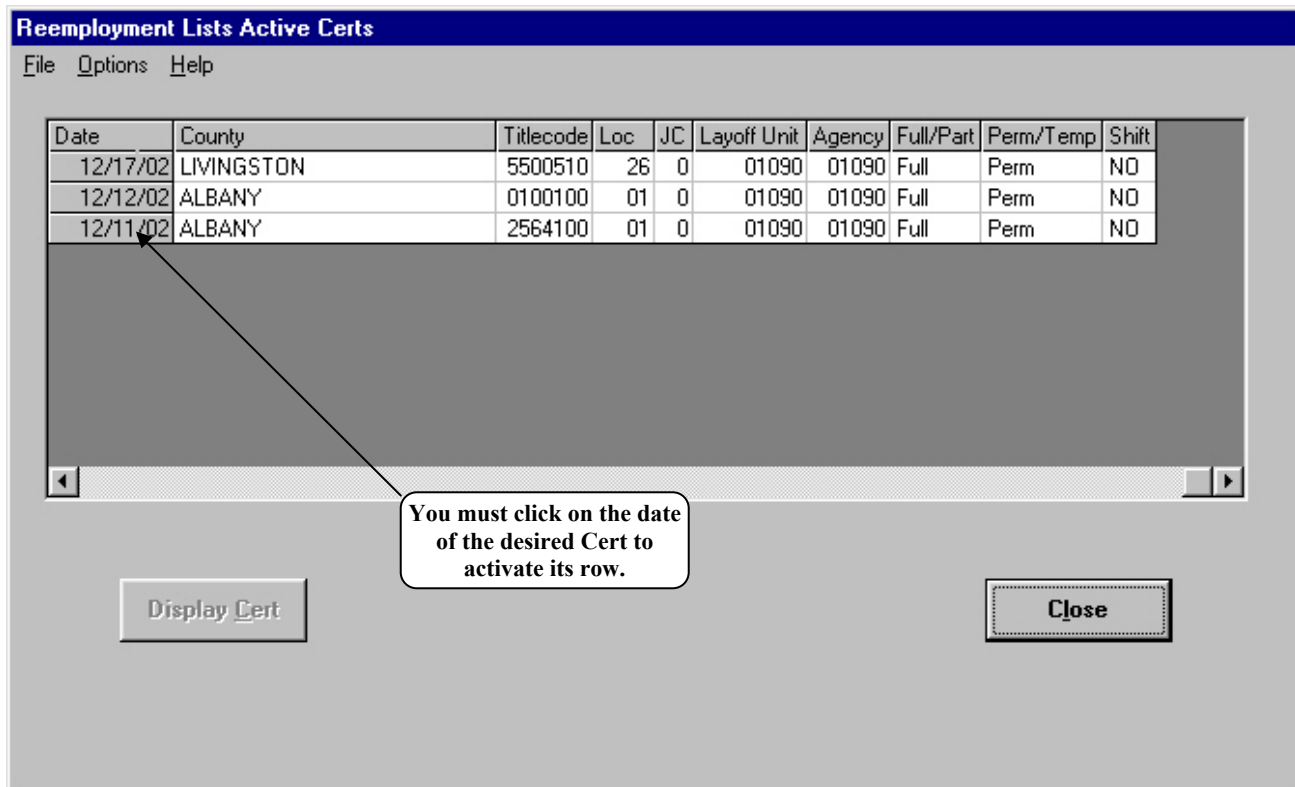 Reemployment Lists Active Certs
File Options Help
Date County Titlecode Loc JC Layoff Unit Agency Full/Part Perm/Temp Shift
12/17/02 LIVINGSTON 5500510 26 0 01090 01090 Full Perm NO
12/12/02 ALBANY 0100100 01 0 01090 01090 Full Perm NO
12/11/02 ALBANY 2564100 01 0 01090 01090 Full Perm NO
You must click on the date
of the desired Cert to
activate its row.
Display Cert Close